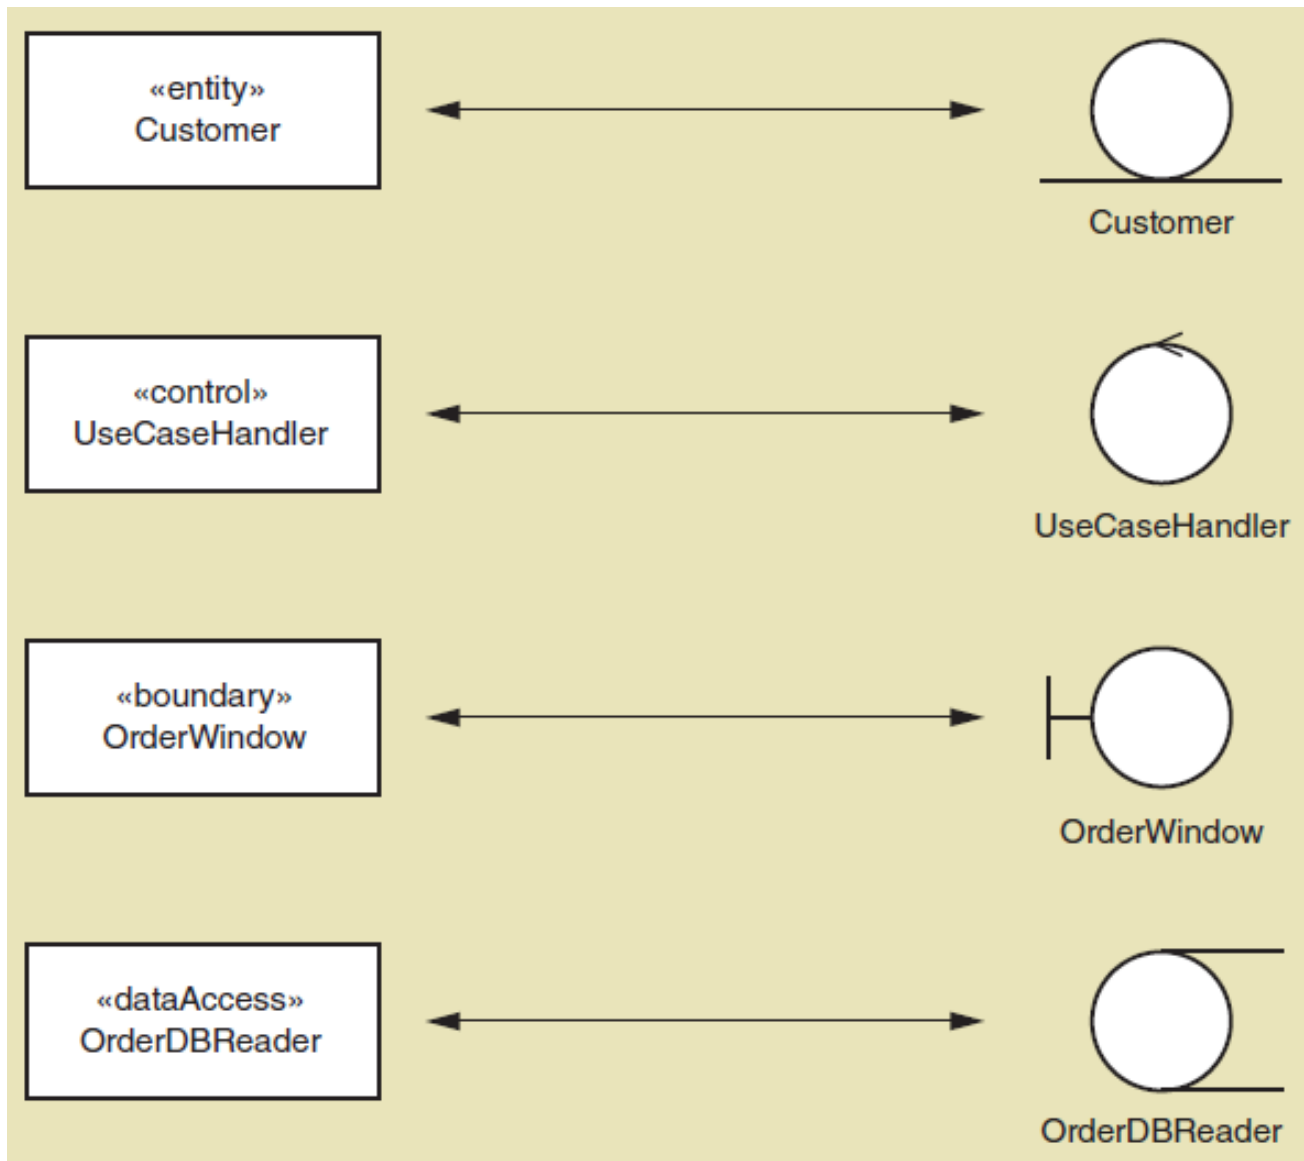 «entity»
Customer
Customer
«control»
UseCaseHandler
UseCaseHandler
«boundary»
OrderWindow
OrderWindow
«dataAccess»
OrderDBReader
OrderDBReader